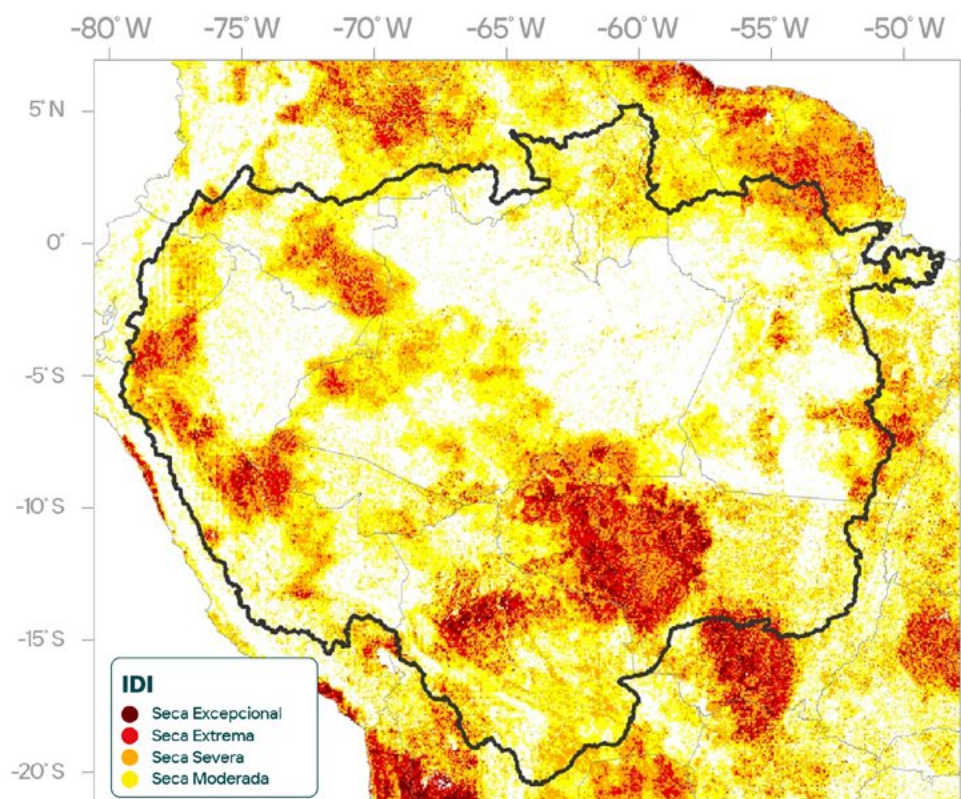 -80°W -75°W -70°W -65°W -60°W -55°W -50°W
5°N
0°
-5°S
-10°S
-15°S
-20°S
IDI
Seca Excepcional
Seca Extrema
Seca Severa
Seca Moderada